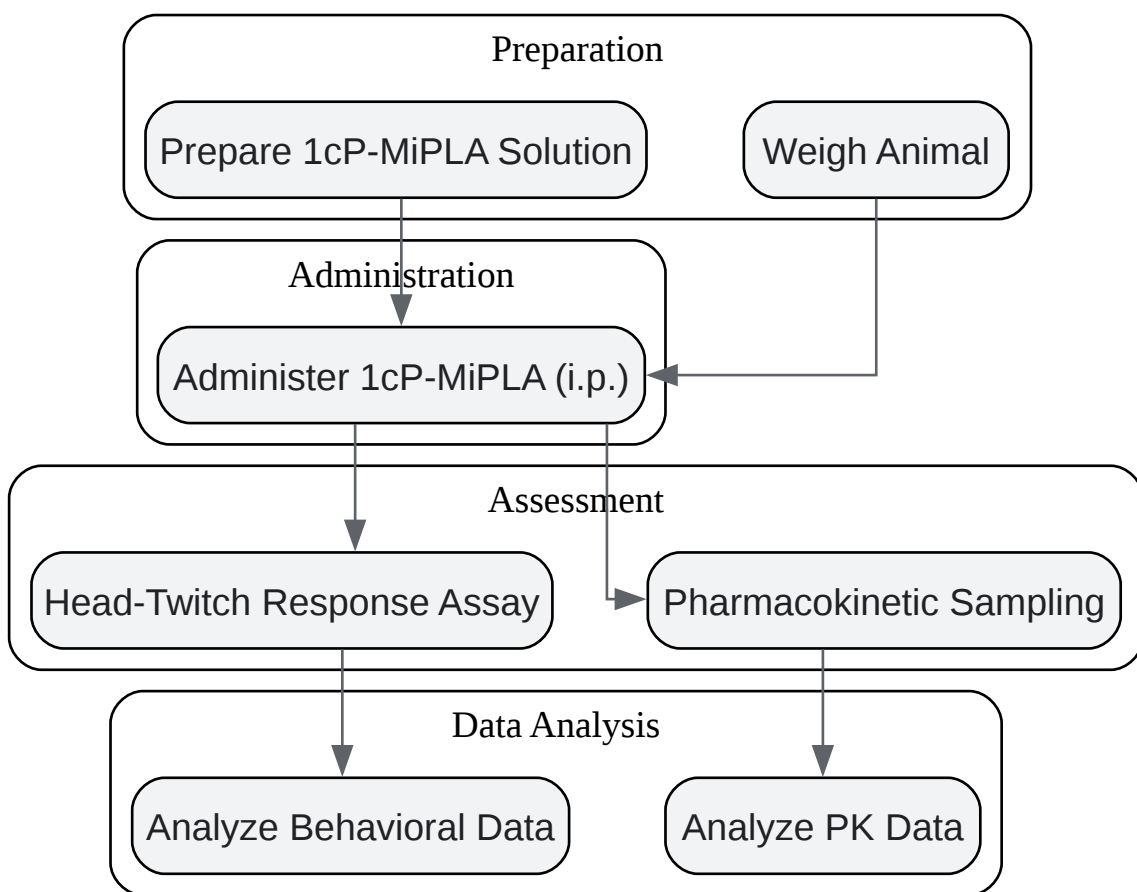 Preparation
Prepare 1cP-MiPLA Solution
Weigh Animal
Administration
Administer 1cP-MiPLA (i.p.)
Assessment
Head-Twitch Response Assay
Pharmacokinetic Sampling
Data Analysis
Analyze Behavioral Data
Analyze PK Data